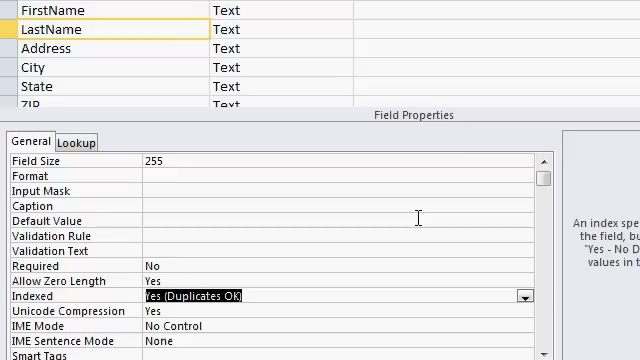 FirstName Text
LastName Text
Address Text
City Text
State Text
ZIP Text
Field Properties
General Lookup
Field Size 255
Format
Input Mask
Caption
Default Value
Validation Rule
Validation Text
Required No
Allow Zero Length Yes
Indexed Yes (Duplicates OK)
Unicode Compression Yes
IME Mode No Control
IME Sentence Mode None
Smart Tags
An index spe
the field, bu
"Yes - No D
values in t